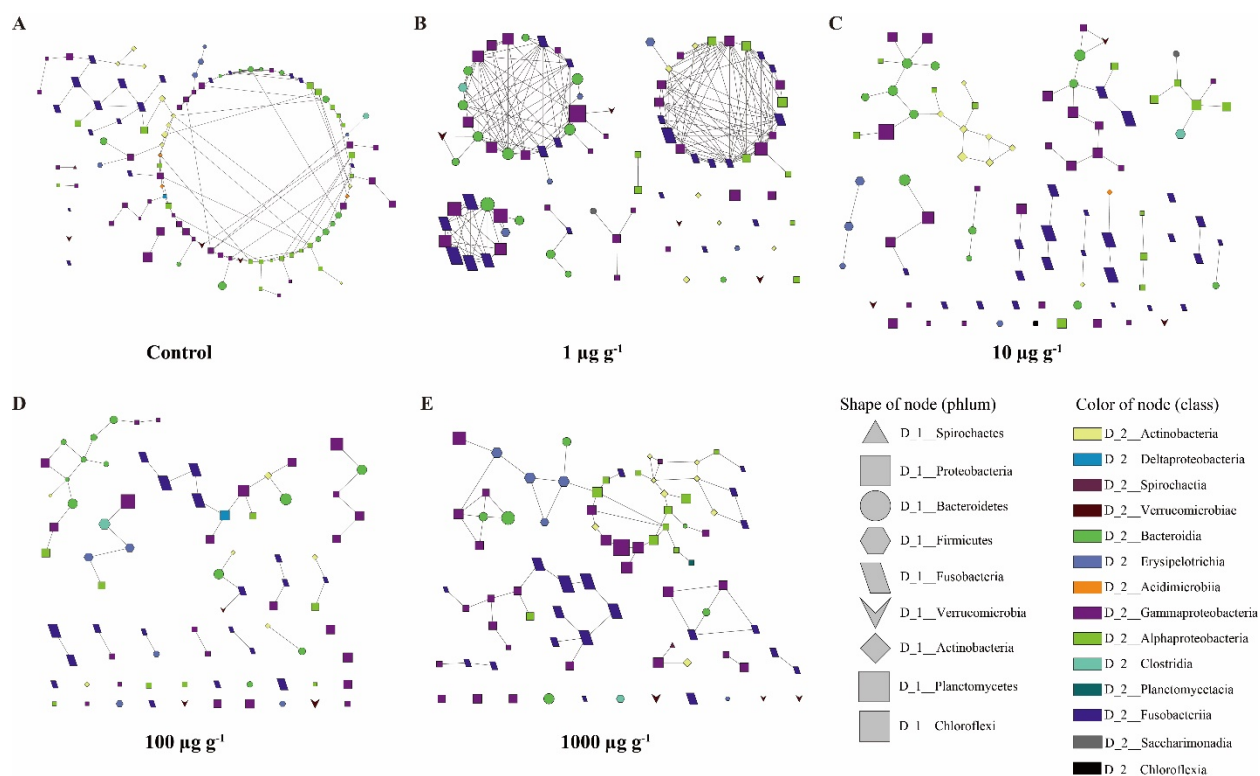 A
B
C
Control
1 µg g-1
10 µg g-1
D
E
100 µg g-1
1000 µg g-1
Shape of node (phlum)
D_1__Spirochaetes
D_1__Proteobacteria
D_1__Bacteroidetes
D_1__Firmicutes
D_1__Fusobacteria
D_1__Verrucomicrobia
D_1__Actinobacteria
D_1__Planctomycetes
D_1__Chloroflexi
Color of node (class)
D_2__Actinobacteria
D_2__Deltaproteobacteria
D_2__Spirochactia
D_2__Verrucomicrobiae
D_2__Bacteroidia
D_2__Erysipelotrichia
D_2__Acidimicrobiia
D_2__Gammaproteobacteria
D_2__Alphaproteobacteria
D_2__Clostridia
D_2__Planctomycetacia
D_2__Fusobacteriia
D_2__Saccharimonadia
D_2__Chloroflexia